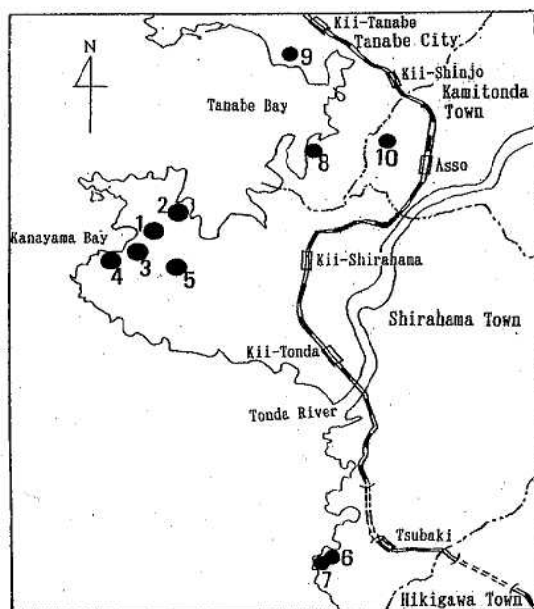 Kii-Tanabe
Tanabe City
N
9
Kii-Shinjo
Kamitonda
Town
Tanabe Bay
8
10
Asso
2
1
Kanayama Bay
3
4
5
Kii-Shirahama
Shirahama Town
Kii-Tonda
Tonda River
Tsubaki
6
7
Hikigawa Town